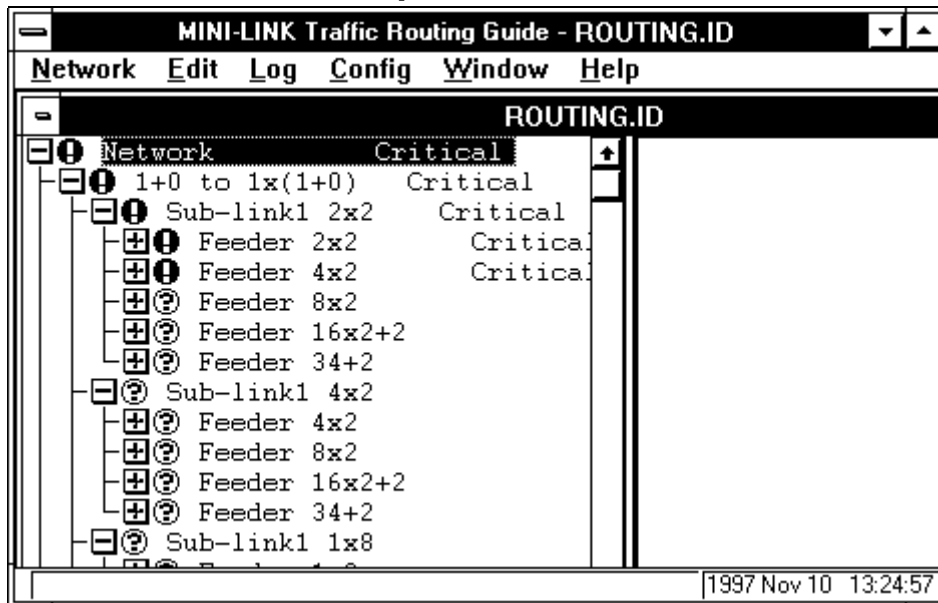 MINI-LINK Traffic Routing Guide - ROUTING.ID
Network Edit Log Config Window Help
ROUTING.ID
Network Critical
1+0 to 1x(1+0) Critical
Sub-link1 2x2 Critical
Feeder 2x2 Critical
Feeder 4x2 Critical
Feeder 8x2
Feeder 16x2+2
Feeder 34+2
Sub-link1 4x2
Feeder 4x2
Feeder 8x2
Feeder 16x2+2
Feeder 34+2
Sub-link1 1x8
1997 Nov 10 13:24:57